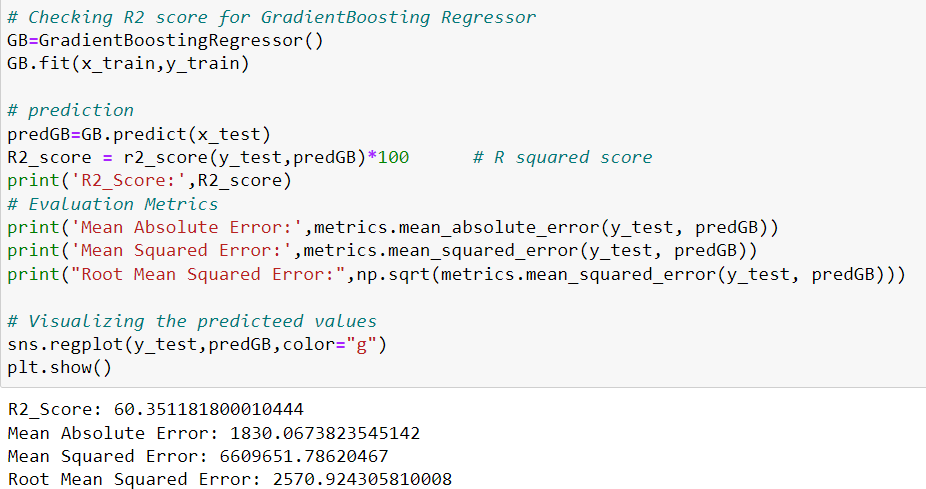 # Checking R2 score for GradientBoosting Regressor
GB=GradientBoostingRegressor()
GB.fit(x_train,y_train)
# prediction
predGB=GB.predict(x_test)
R2_score = r2_score(y_test,predGB)*100      # R squared score
print('R2_Score:',R2_score)
# Evaluation Metrics
print('Mean Absolute Error:',metrics.mean_absolute_error(y_test, predGB))
print('Mean Squared Error:',metrics.mean_squared_error(y_test, predGB))
print("Root Mean Squared Error:",np.sqrt(metrics.mean_squared_error(y_test, predGB)))
# Visualizing the predicteed values
sns.regplot(y_test,predGB,color="g")
plt.show()
R2_Score: 60.351181800010444
Mean Absolute Error: 1830.0673823545142
Mean Squared Error: 6609651.78620467
Root Mean Squared Error: 2570.924305810008